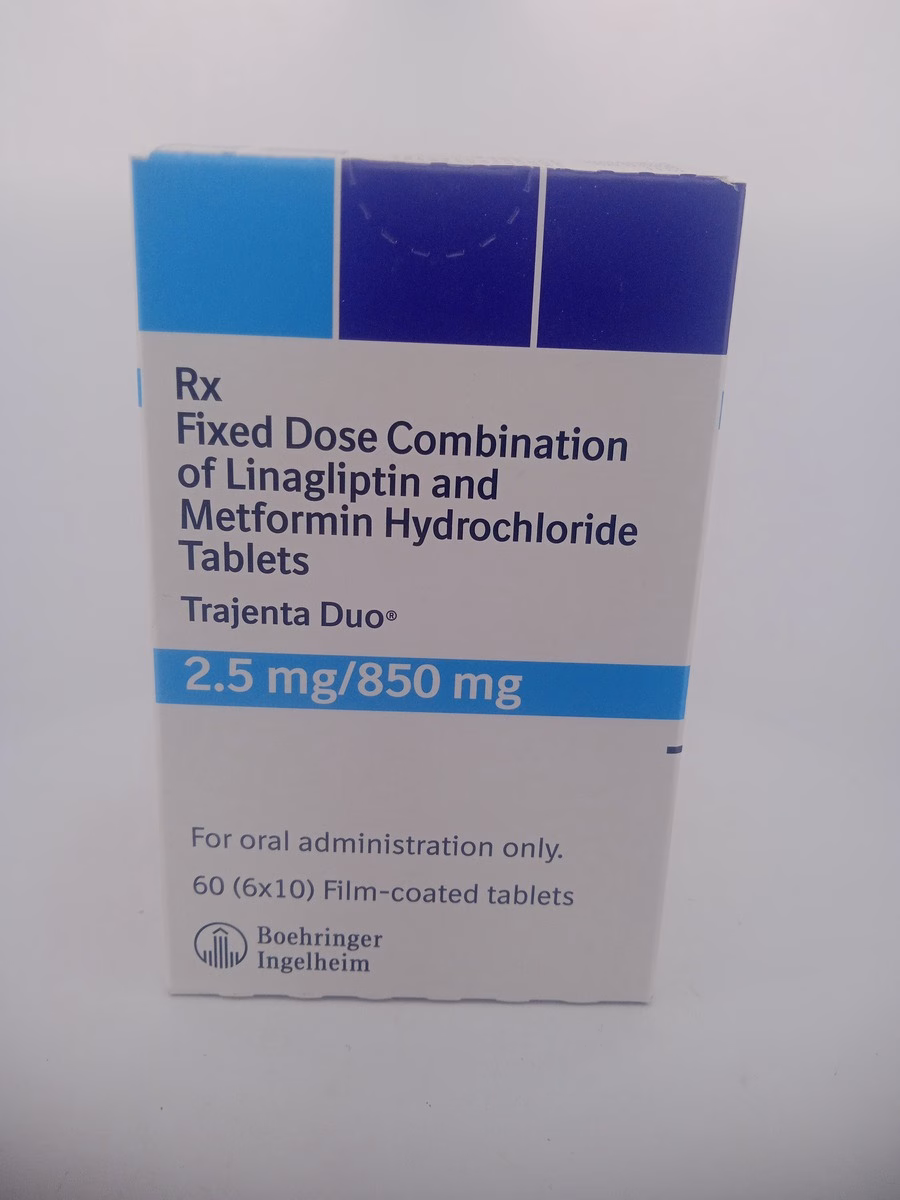 Rx
Fixed Dose Combination
of Linagliptin and
Metformin Hydrochloride
Tablets
Trajenta Duo®
2.5 mg/850 mg
For oral administration only.
60 (6x10) Film-coated tablets
Boehringer
Ingelheim